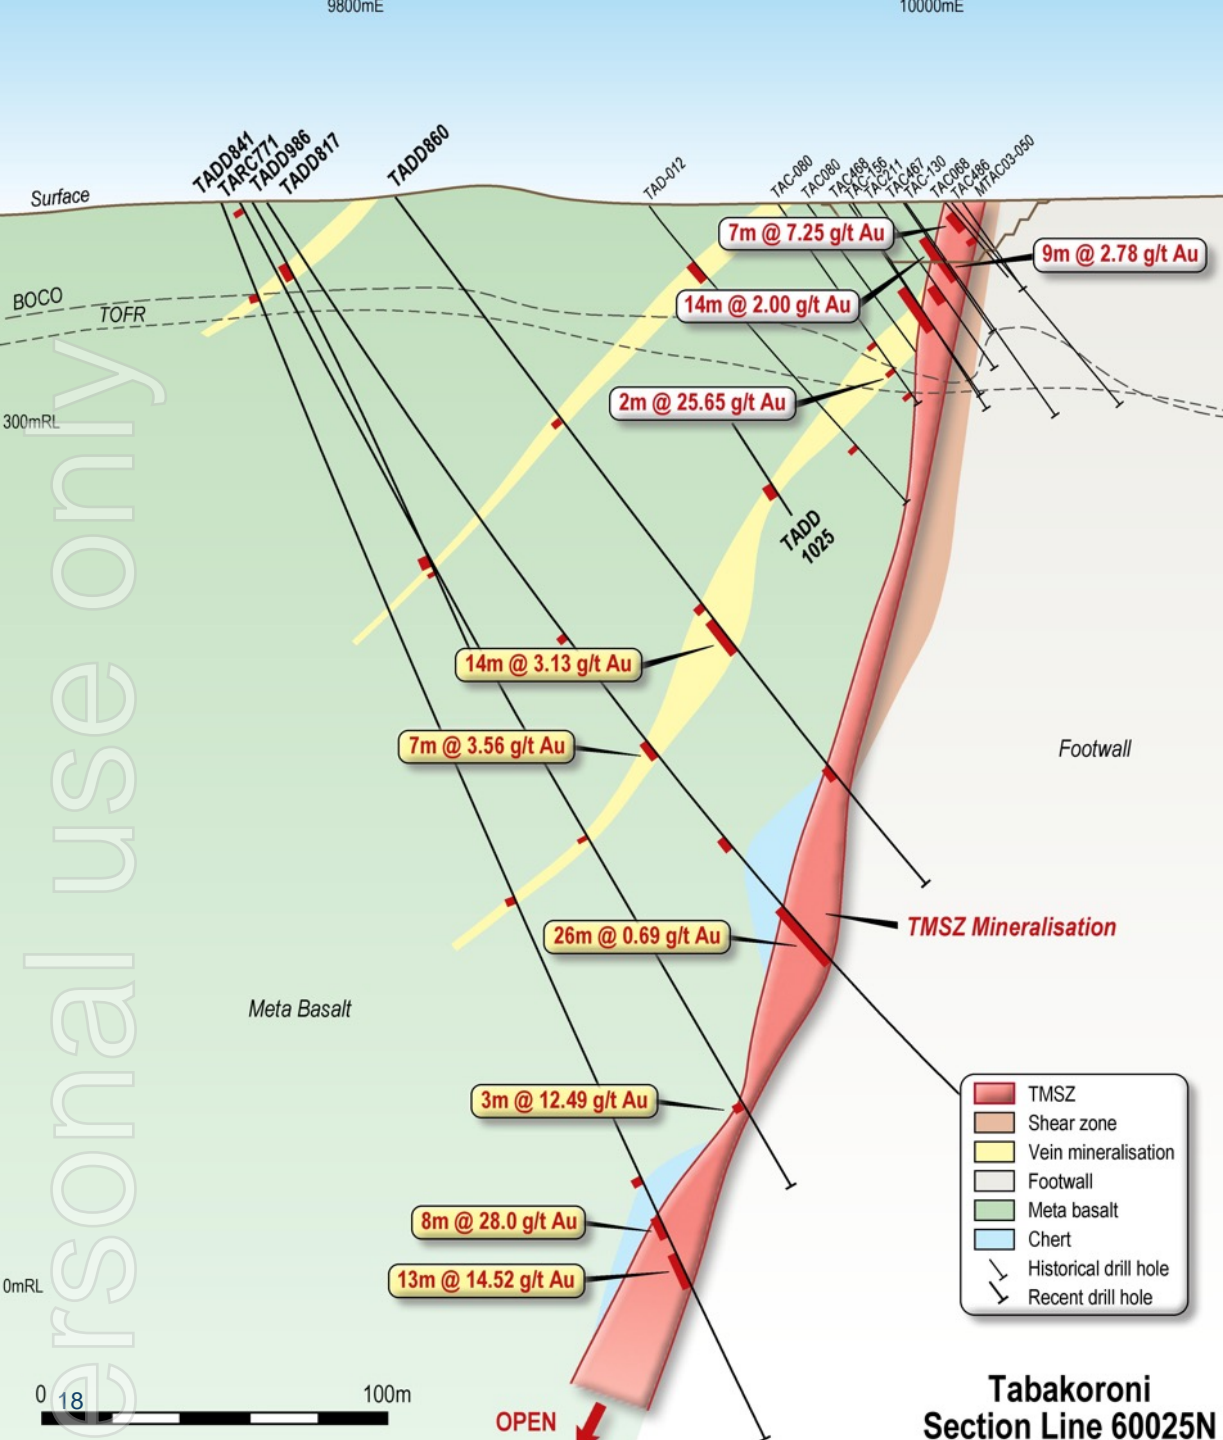 9800mE
10000mE
TADD841
TARC771
TADD986
TADD817
TADD860
TAD-012
TAC-080
TAC080
TAC468
TAC-156
TAC211
TAC467
TAC-130
TAC068
TAC486
MTAC03-050
Surface
7m @ 7.25 g/t Au
9m @ 2.78 g/t Au
BOCO
TOFR
14m @ 2.00 g/t Au
2m @ 25.65 g/t Au
300mRL
TADD
1025
14m @ 3.13 g/t Au
7m @ 3.56 g/t Au
Footwall
TMSZ Mineralisation
26m @ 0.69 g/t Au
Meta Basalt
3m @ 12.49 g/t Au
TMSZ
Shear zone
Vein mineralisation
Footwall
Meta basalt
Chert
Historical drill hole
Recent drill hole
8m @ 28.0 g/t Au
13m @ 14.52 g/t Au
0mRL
0
18
100m
OPEN
Tabakoroni
Section Line 60025N
ersonal use only